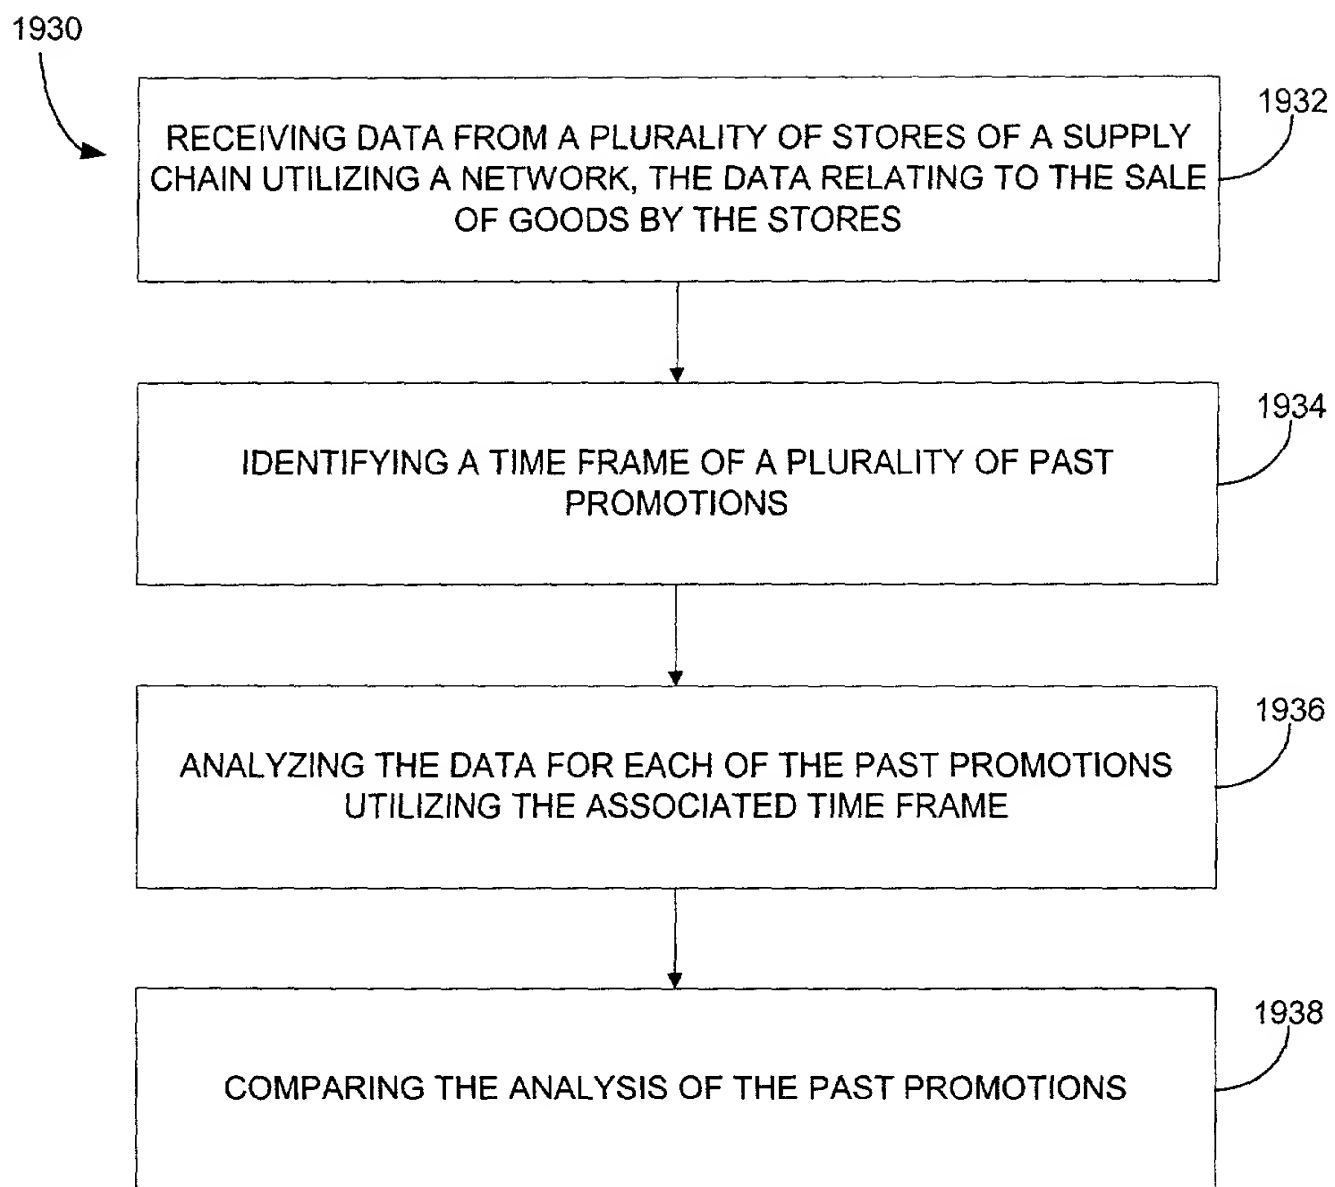 1930
1932
RECEIVING DATA FROM A PLURALITY OF STORES OF A SUPPLY
CHAIN UTILIZING A NETWORK, THE DATA RELATING TO THE SALE
OF GOODS BY THE STORES
1934
IDENTIFYING A TIME FRAME OF A PLURALITY OF PAST
PROMOTIONS
1936
ANALYZING THE DATA FOR EACH OF THE PAST PROMOTIONS
UTILIZING THE ASSOCIATED TIME FRAME
1938
COMPARING THE ANALYSIS OF THE PAST PROMOTIONS